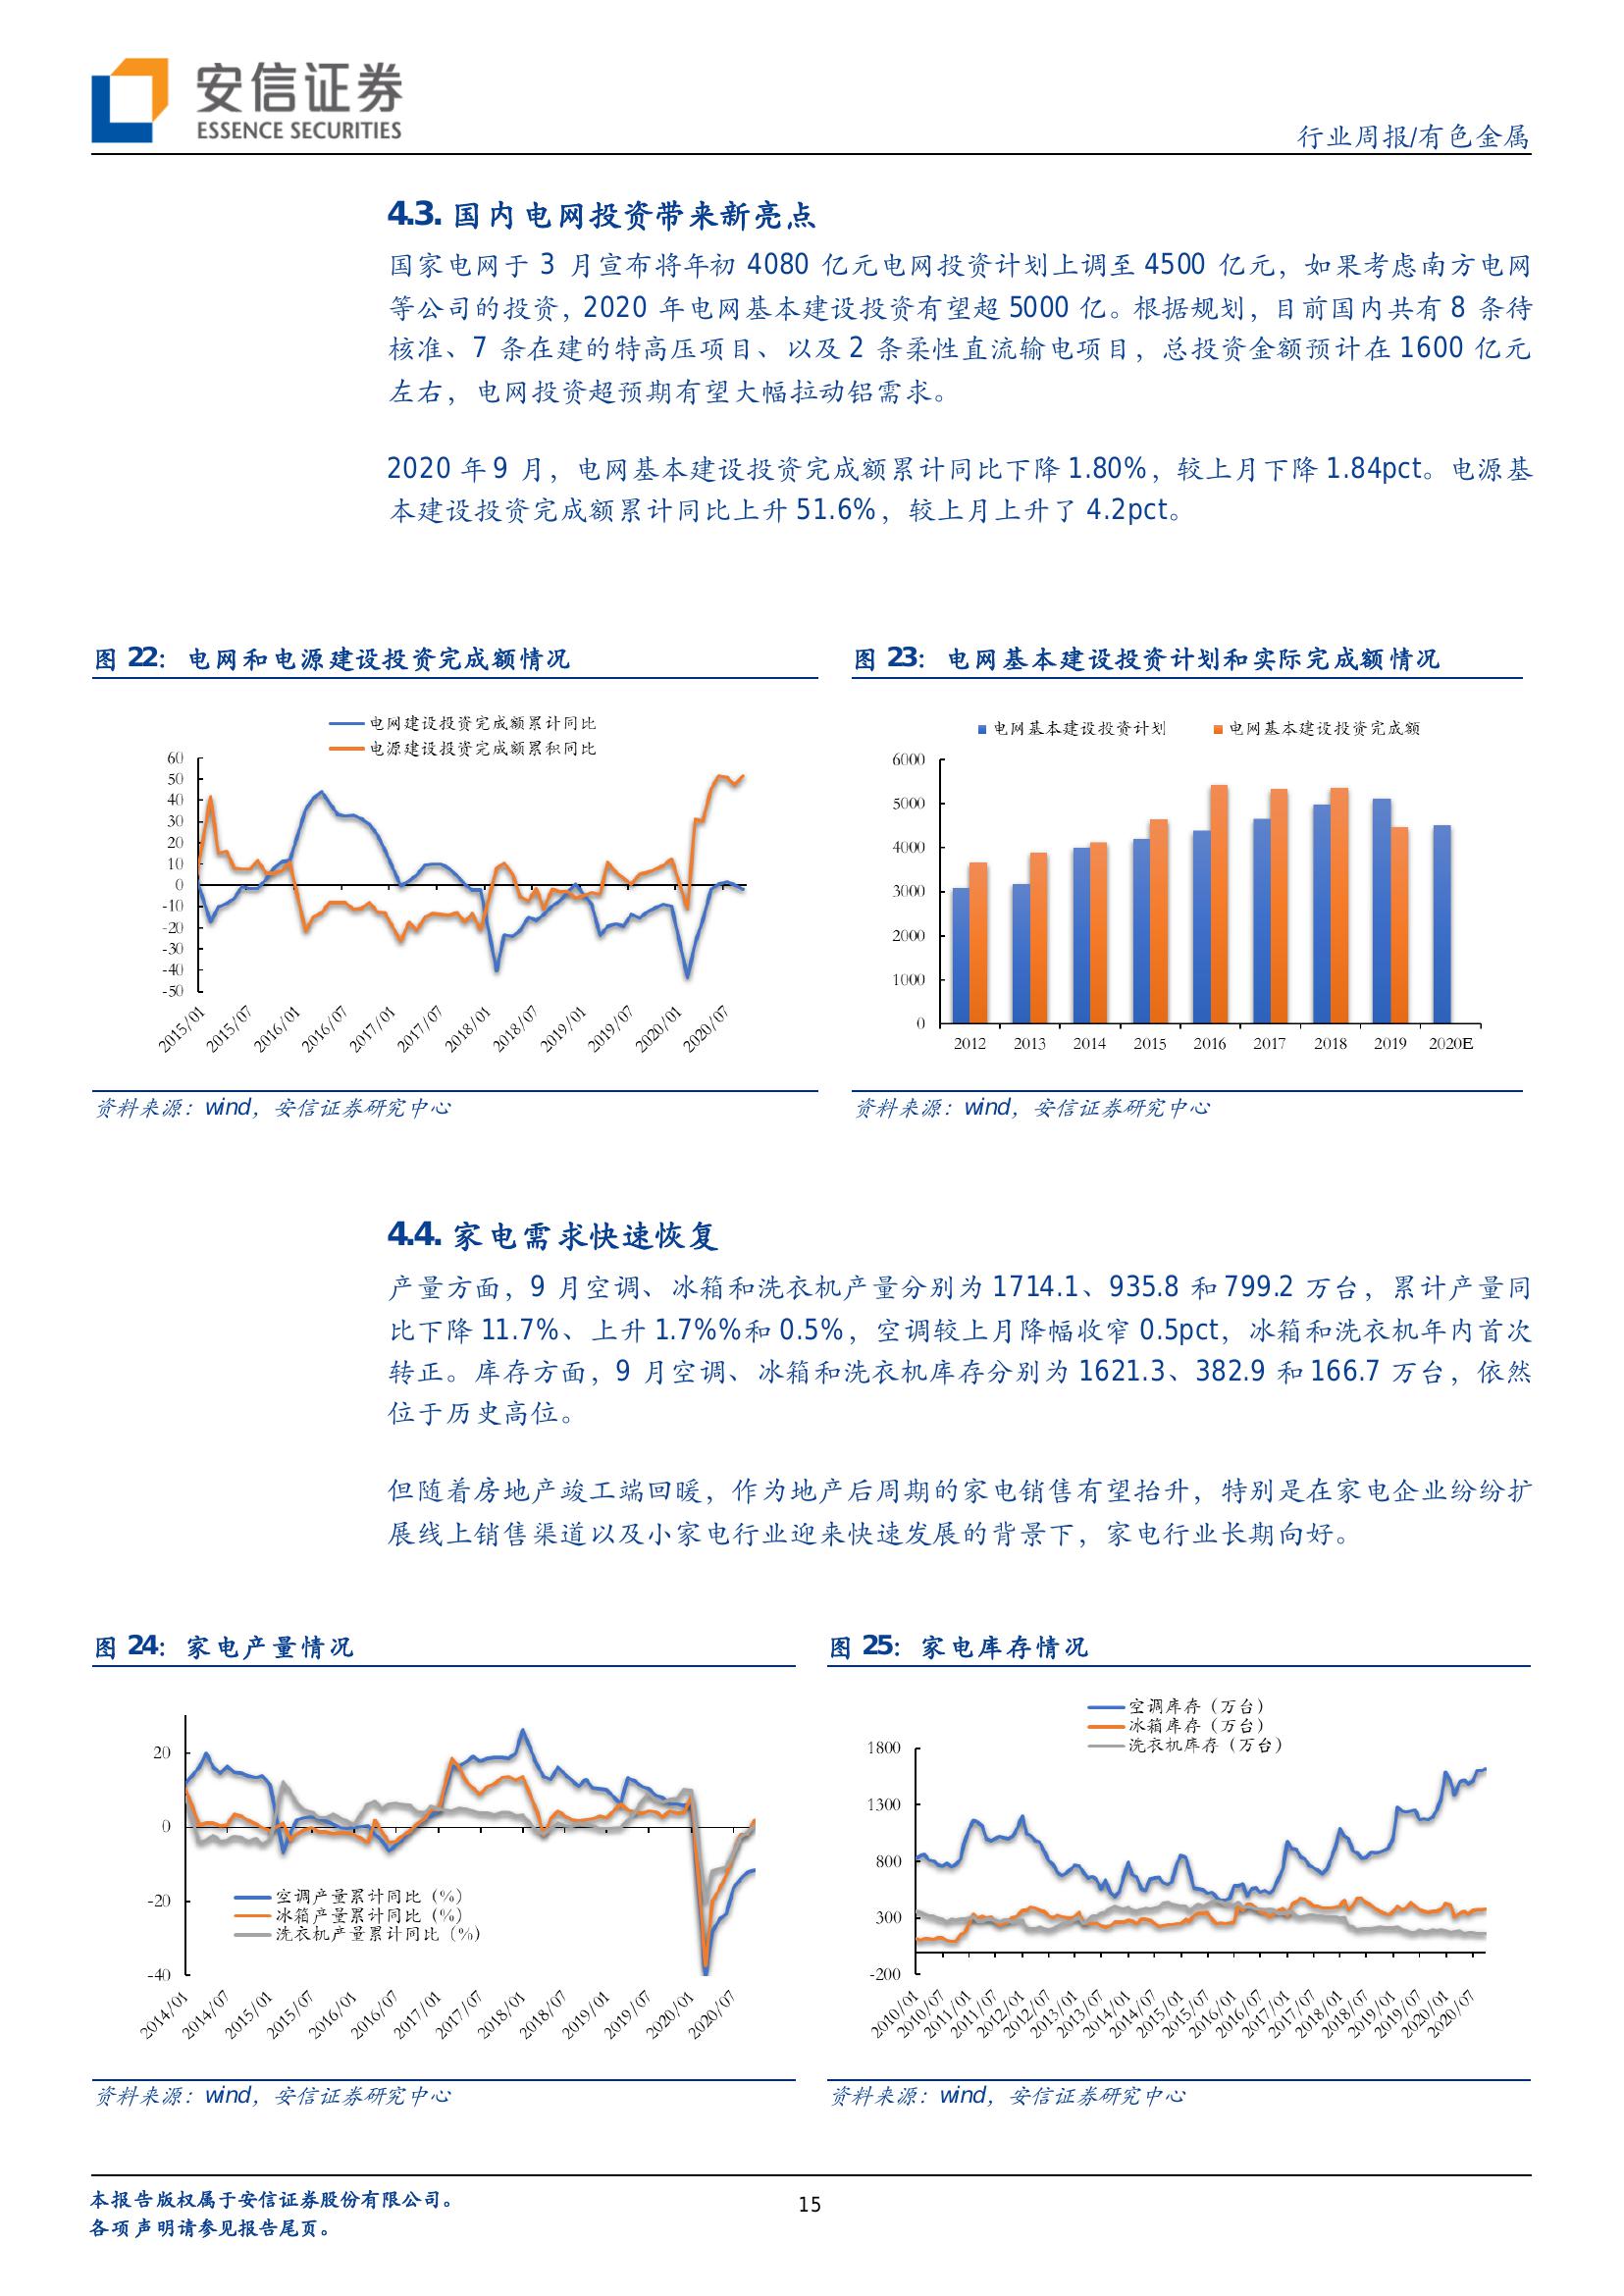 安信证券
ESSENCE SECURITIES
行业周报/有色金属
4.3. 国内电网投资带来新亮点
国家电网于 3 月宣布将年初 4080 亿元电网投资计划上调至 4500 亿元，如果考虑南方电网
等公司的投资，2020 年电网基本建设投资有望超 5000 亿。根据规划，目前国内共有 8 条待
核准、7 条在建的特高压项目、以及 2 条柔性直流输电项目，总投资金额预计在 1600 亿元
左右，电网投资超预期有望大幅拉动铝需求。
2020 年 9 月，电网基本建设投资完成额累计同比下降 1.80%，较上月下降 1.84pct。电源基
本建设投资完成额累计同比上升 51.6%，较上月上升了 4.2pct。
图 22：电网和电源建设投资完成额情况
电网建设投资完成额累计同比
电源建设投资完成额累积同比
60
50
40
30
20
10
0
-10
-20
-30
-40
-50
2015/01 2015/07 2016/01 2016/07 2017/01 2017/07 2018/01 2018/07 2019/01 2019/07 2020/01 2020/07
资料来源：wind，安信证券研究中心
图 23：电网基本建设投资计划和实际完成额情况
电网基本建设投资计划 电网基本建设投资完成额
6000
5000
4000
3000
2000
1000
0
2012 2013 2014 2015 2016 2017 2018 2019 2020E
资料来源：wind，安信证券研究中心
4.4. 家电需求快速恢复
产量方面，9 月空调、冰箱和洗衣机产量分别为 1714.1、935.8 和 799.2 万台，累计产量同
比下降 11.7%、上升 1.7%%和 0.5%，空调较上月降幅收窄 0.5pct，冰箱和洗衣机年内首次
转正。库存方面，9 月空调、冰箱和洗衣机库存分别为 1621.3、382.9 和 166.7 万台，依然
位于历史高位。
但随着房地产竣工端回暖，作为地产后周期的家电销售有望抬升，特别是在家电企业纷纷扩
展线上销售渠道以及小家电行业迎来快速发展的背景下，家电行业长期向好。
图 24：家电产量情况
20
0
-20
-40
空调产量累计同比（%）
冰箱产量累计同比（%）
洗衣机产量累计同比（%）
2014/01 2014/07 2015/01 2015/07 2016/01 2016/07 2017/01 2017/07 2018/01 2018/07 2019/01 2019/07 2020/01 2020/07
资料来源：wind，安信证券研究中心
图 25：家电库存情况
空调库存（万台）
冰箱库存（万台）
洗衣机库存（万台）
1800
1300
800
300
-200
2010/01 2010/07 2011/01 2011/07 2012/01 2012/07 2013/01 2013/07 2014/01 2014/07 2015/01 2015/07 2016/01 2016/07 2017/01 2017/07 2018/01 2018/07 2019/01 2019/07 2020/01 2020/07
资料来源：wind，安信证券研究中心
本报告版权属于安信证券股份有限公司。
各项声明请参见报告尾页。
15